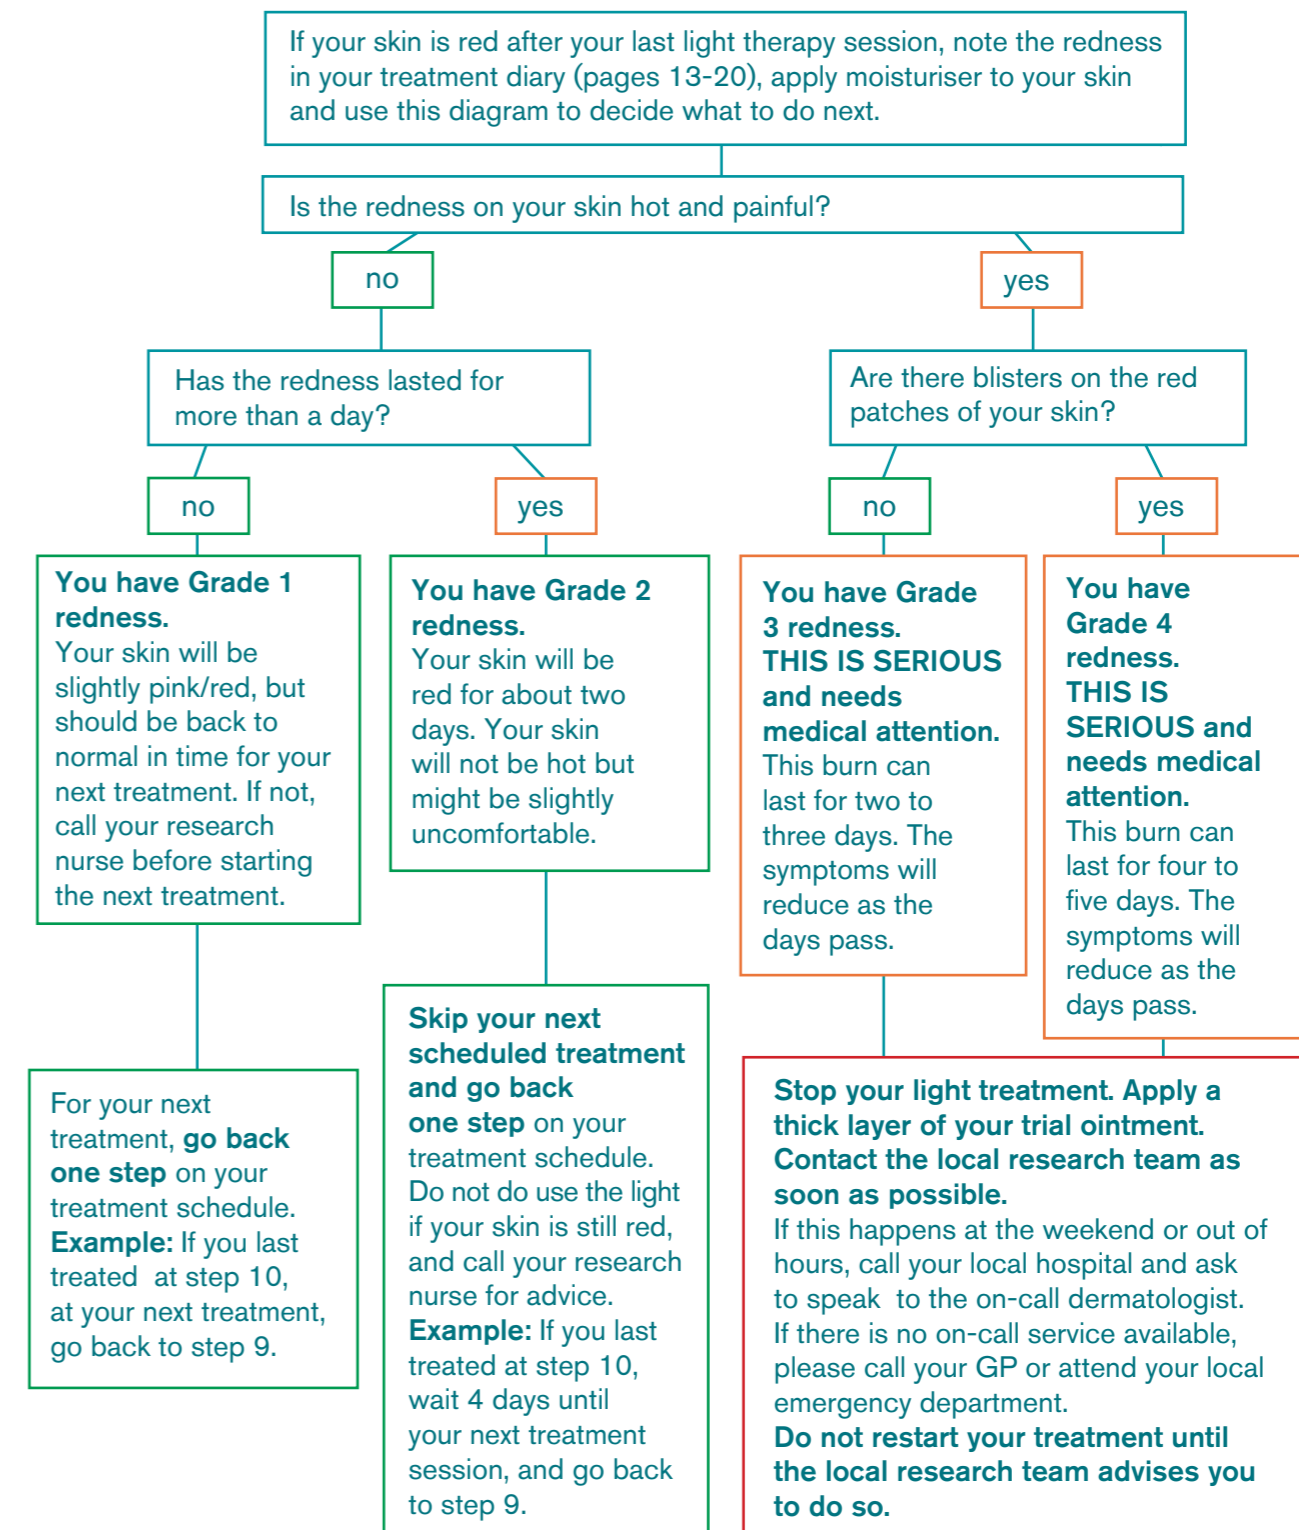 If your skin is red after your last light therapy session, note the redness
in your treatment diary (pages 13-20), apply moisturiser to your skin
and use this diagram to decide what to do next.
Is the redness on your skin hot and painful?
no
yes
Has the redness lasted for
more than a day?
Are there blisters on the red
patches of your skin?
no
yes
no
yes
You have Grade 1
redness.
Your skin will be
slightly pink/red, but
should be back to
normal in time for your
next treatment. If not,
call your research
nurse before starting
the next treatment.
You have Grade 2
redness.
Your skin will be
red for about two
days. Your skin
will not be hot but
might be slightly
uncomfortable.
You have Grade
3 redness.
THIS IS SERIOUS
and needs
medical attention.
This burn can
last for two to
three days. The
symptoms will
reduce as the
days pass.
You have
Grade 4
redness.
THIS IS
SERIOUS and
needs medical
attention.
This burn can
last for four to
five days. The
symptoms will
reduce as the
days pass.
For your next
treatment, go back
one step on your
treatment schedule.
Example: If you last
treated at step 10,
at your next treatment,
go back to step 9.
Skip your next
scheduled treatment
and go back
one step on your
treatment schedule.
Do not do use the light
if your skin is still red,
and call your research
nurse for advice.
Example: If you last
treated at step 10,
wait 4 days until
your next treatment
session, and go back
to step 9.
Stop your light treatment. Apply a
thick layer of your trial ointment.
Contact the local research team as
soon as possible.
If this happens at the weekend or out of
hours, call your local hospital and ask
to speak to the on-call dermatologist.
If there is no on-call service available,
please call your GP or attend your local
emergency department.
Do not restart your treatment until
the local research team advises you
to do so.